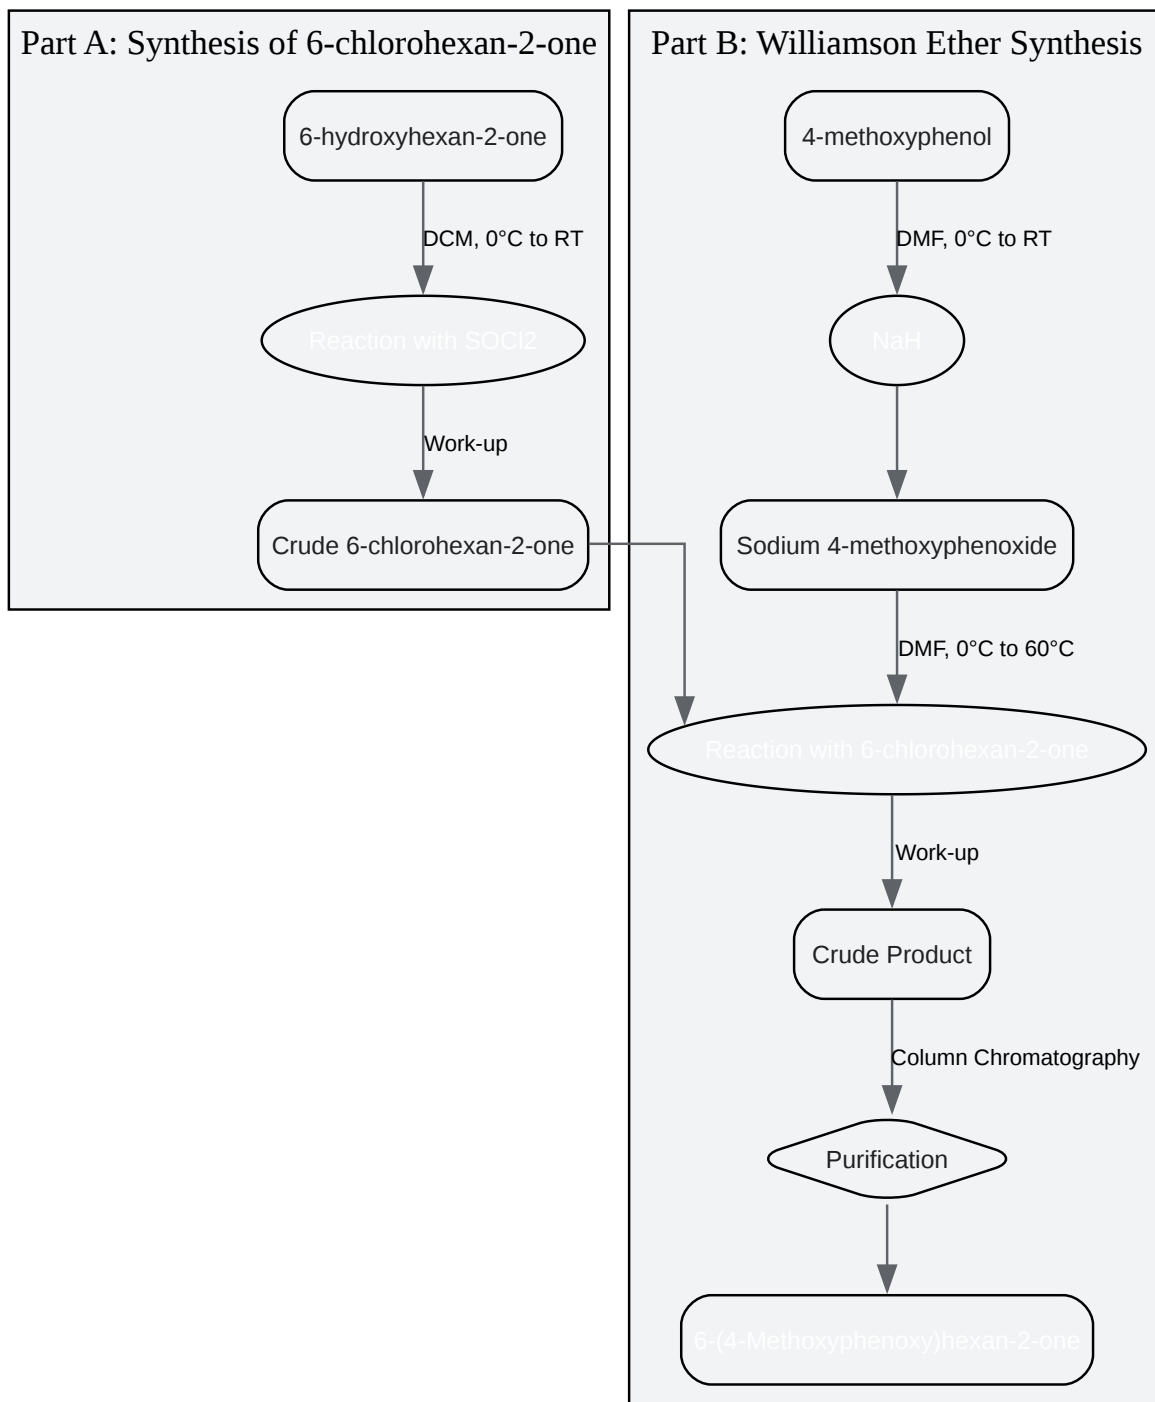 Part A: Synthesis of 6-chlorohexan-2-one
6-hydroxyhexan-2-one
DCM, 0°C to RT
Reaction with SOCl2
Work-up
Crude 6-chlorohexan-2-one
Part B: Williamson Ether Synthesis
4-methoxyphenol
DMF, 0°C to RT
NaH
Sodium 4-methoxyphenoxide
DMF, 0°C to 60°C
Reaction with 6-chlorohexan-2-one
Work-up
Crude Product
Column Chromatography
Purification
6-(4-Methoxyphenoxy)hexan-2-one